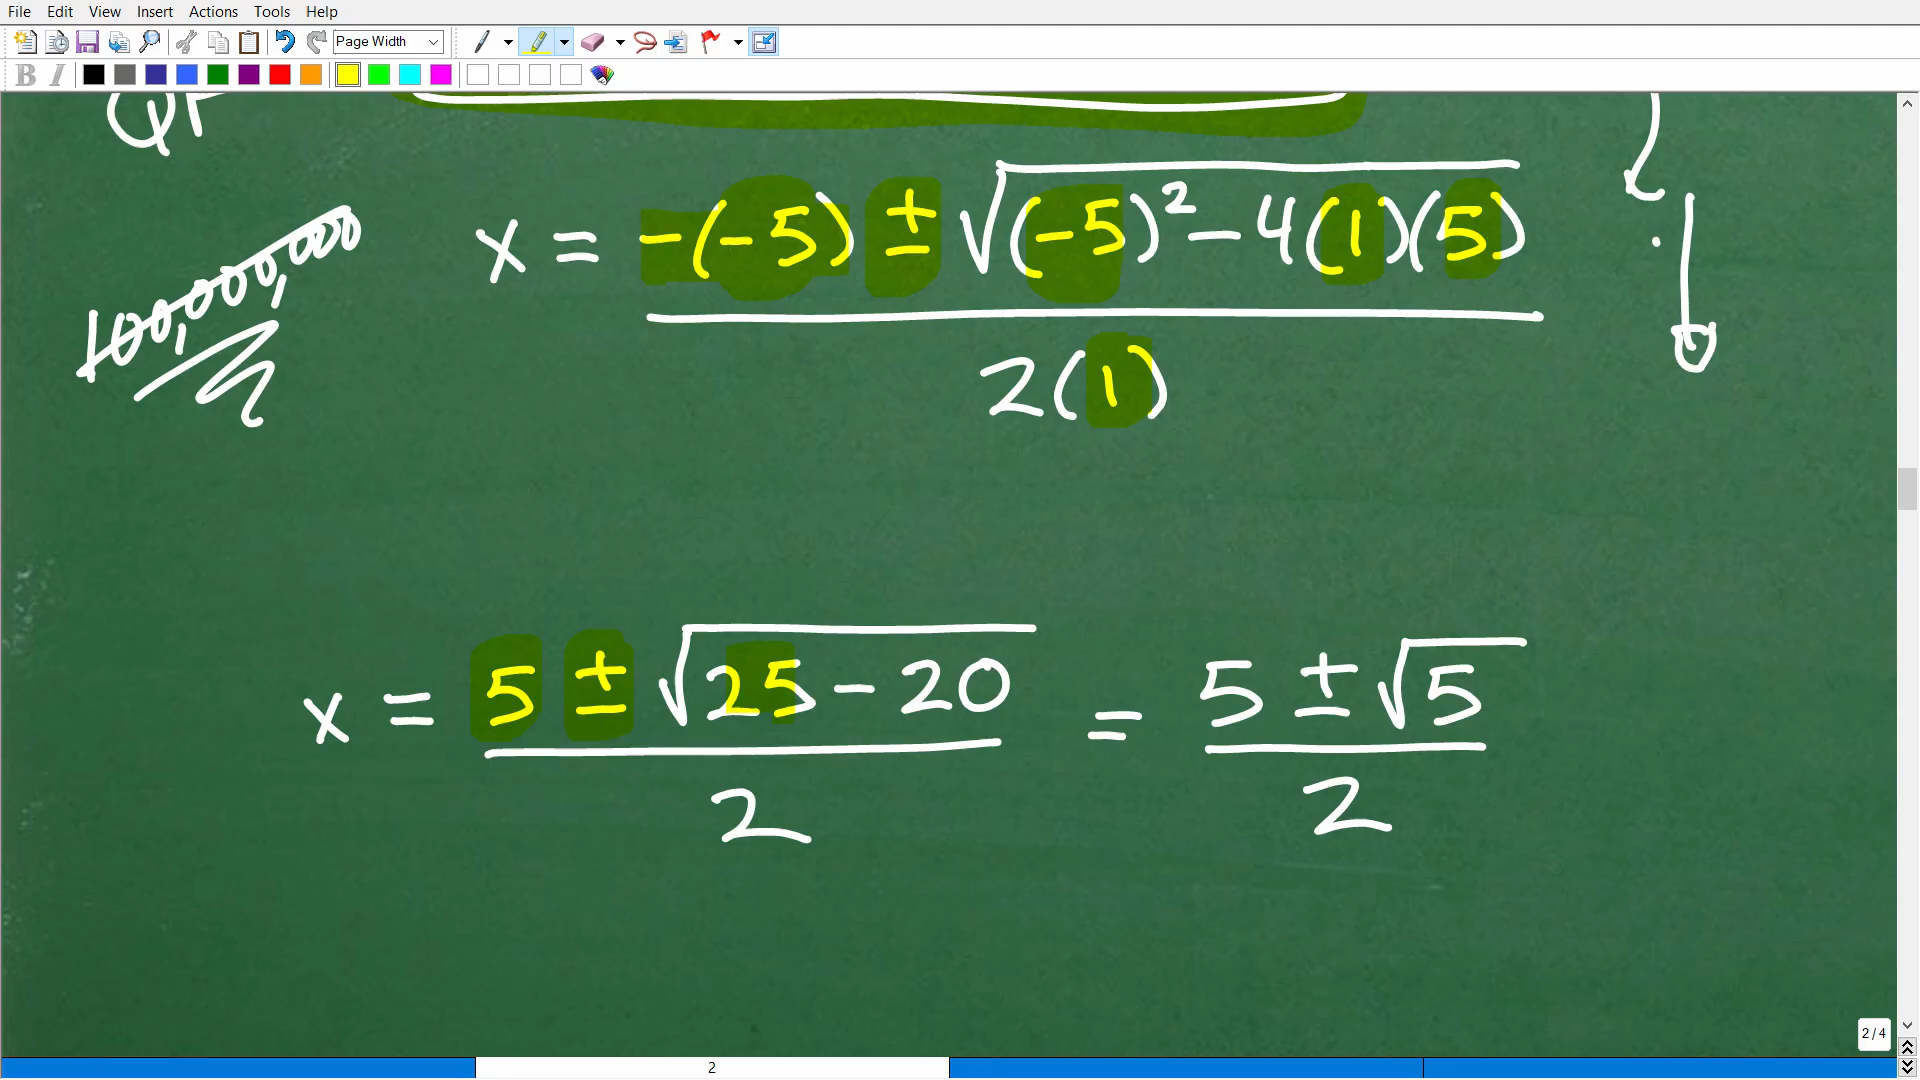 File Edit View Insert Actions Tools Help
Page Width
B I
QF
x = -(-5) ± √(-5)² - 4(1)(5)
100,000,000
2(1)
x = 5 ± √25 - 20 = 5 ± √5
2 2
2 / 4
2